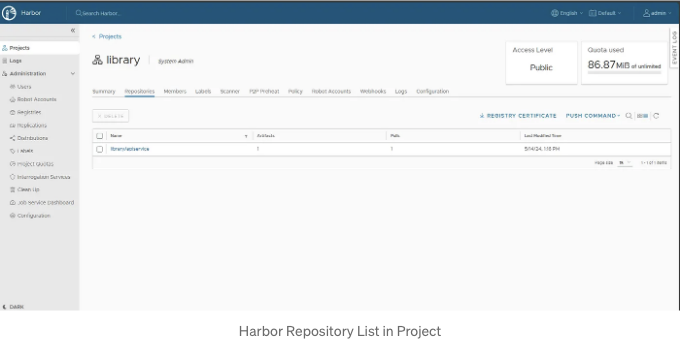 Harbor
Search Harbor...
English
Default
admin
EVENT LOG
Projects
Logs
Administration
Users
Robot Accounts
Registries
Replications
Distributions
Labels
Project Quotas
Interrogation Services
Clean Up
Job Service Dashboard
Configuration
DARK
< Projects
library
System Admin
Access Level
Public
Quota used
86.87MiB of unlimited
Summary Repositories Members Labels Scanner P2P Preheat Policy Robot Accounts Webhooks Logs Configuration
× DELETE
REGISTRY CERTIFICATE PUSH COMMAND
Name Artifacts Pulls Last Modified Time
1 1 5/14/24, 1:15 PM
Page size 15 1 - 1 of 1 items
Harbor Repository List in Project